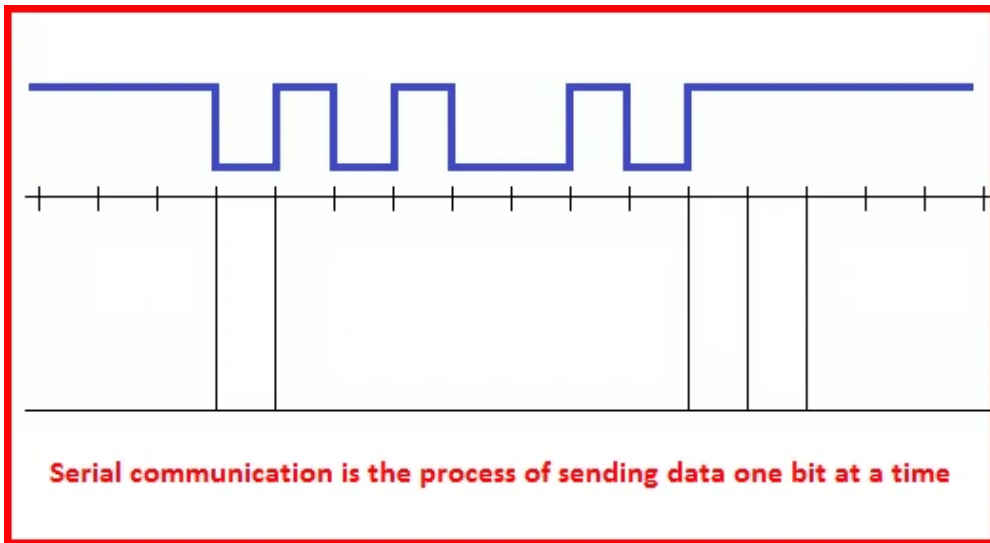 Serial communication is the process of sending data one bit at a time